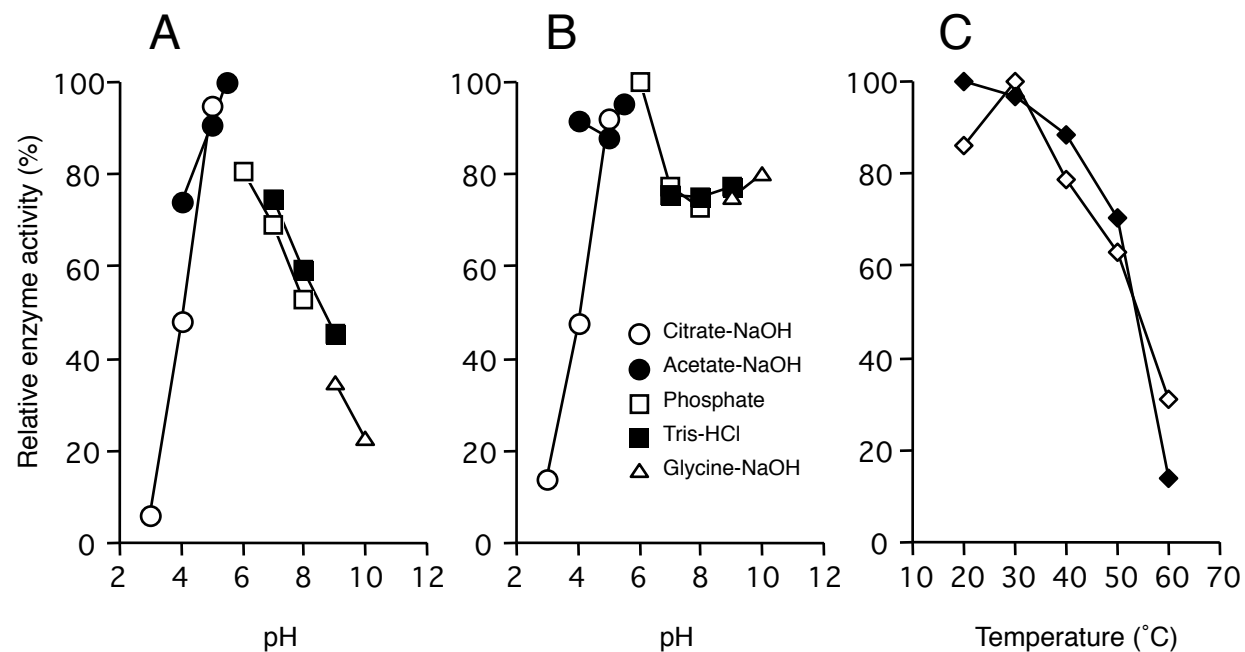 A
B
C
Relative enzyme activity (%)
100
80
60
40
20
0
2 4 6 8 10 12
pH
100
80
60
40
20
0
2 4 6 8 10 12
pH
Citrate-NaOH
Acetate-NaOH
Phosphate
Tris-HCl
Glycine-NaOH
100
80
60
40
20
0
10 20 30 40 50 60 70
Temperature (˚C)